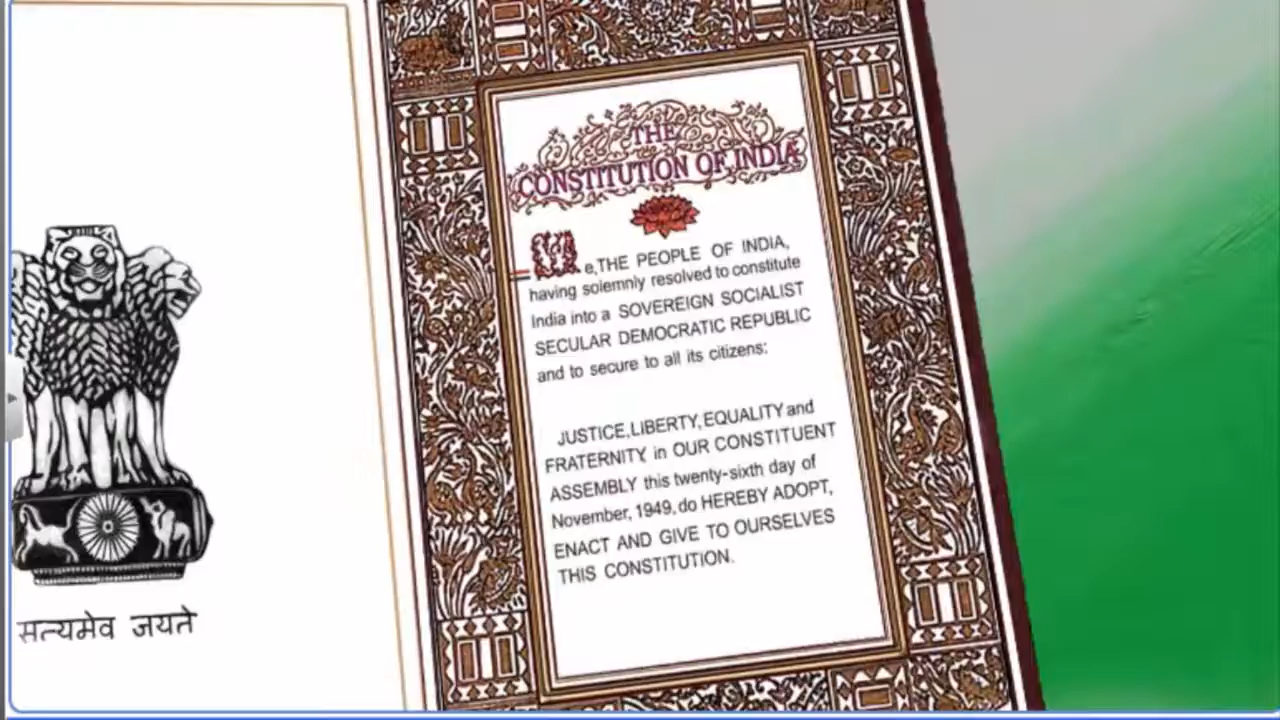 सत्यमेव जयते
THE
CONSTITUTION OF INDIA
We, THE PEOPLE OF INDIA,
having solemnly resolved to constitute
India into a SOVEREIGN SOCIALIST
SECULAR DEMOCRATIC REPUBLIC
and to secure to all its citizens:
JUSTICE, LIBERTY, EQUALITY and
FRATERNITY in OUR CONSTITUENT
ASSEMBLY this twenty-sixth day of
November, 1949, do HEREBY ADOPT,
ENACT AND GIVE TO OURSELVES
THIS CONSTITUTION.